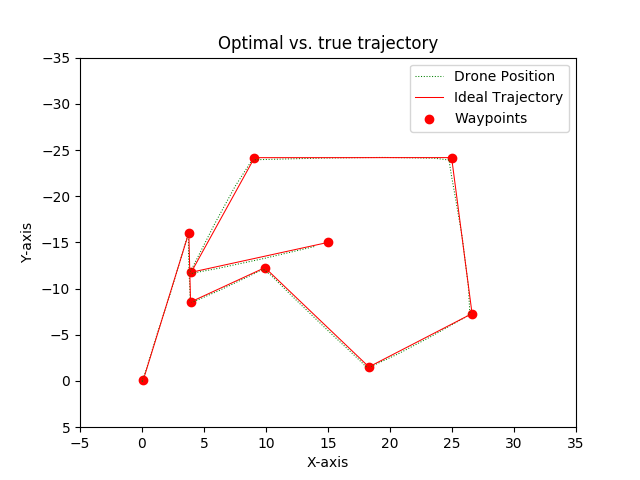 Optimal vs. true trajectory
−35
−30
−25
−20
−15
−10
−5
0
5
Y-axis
Drone Position
Ideal Trajectory
Waypoints
−5 0 5 10 15 20 25 30 35
X-axis